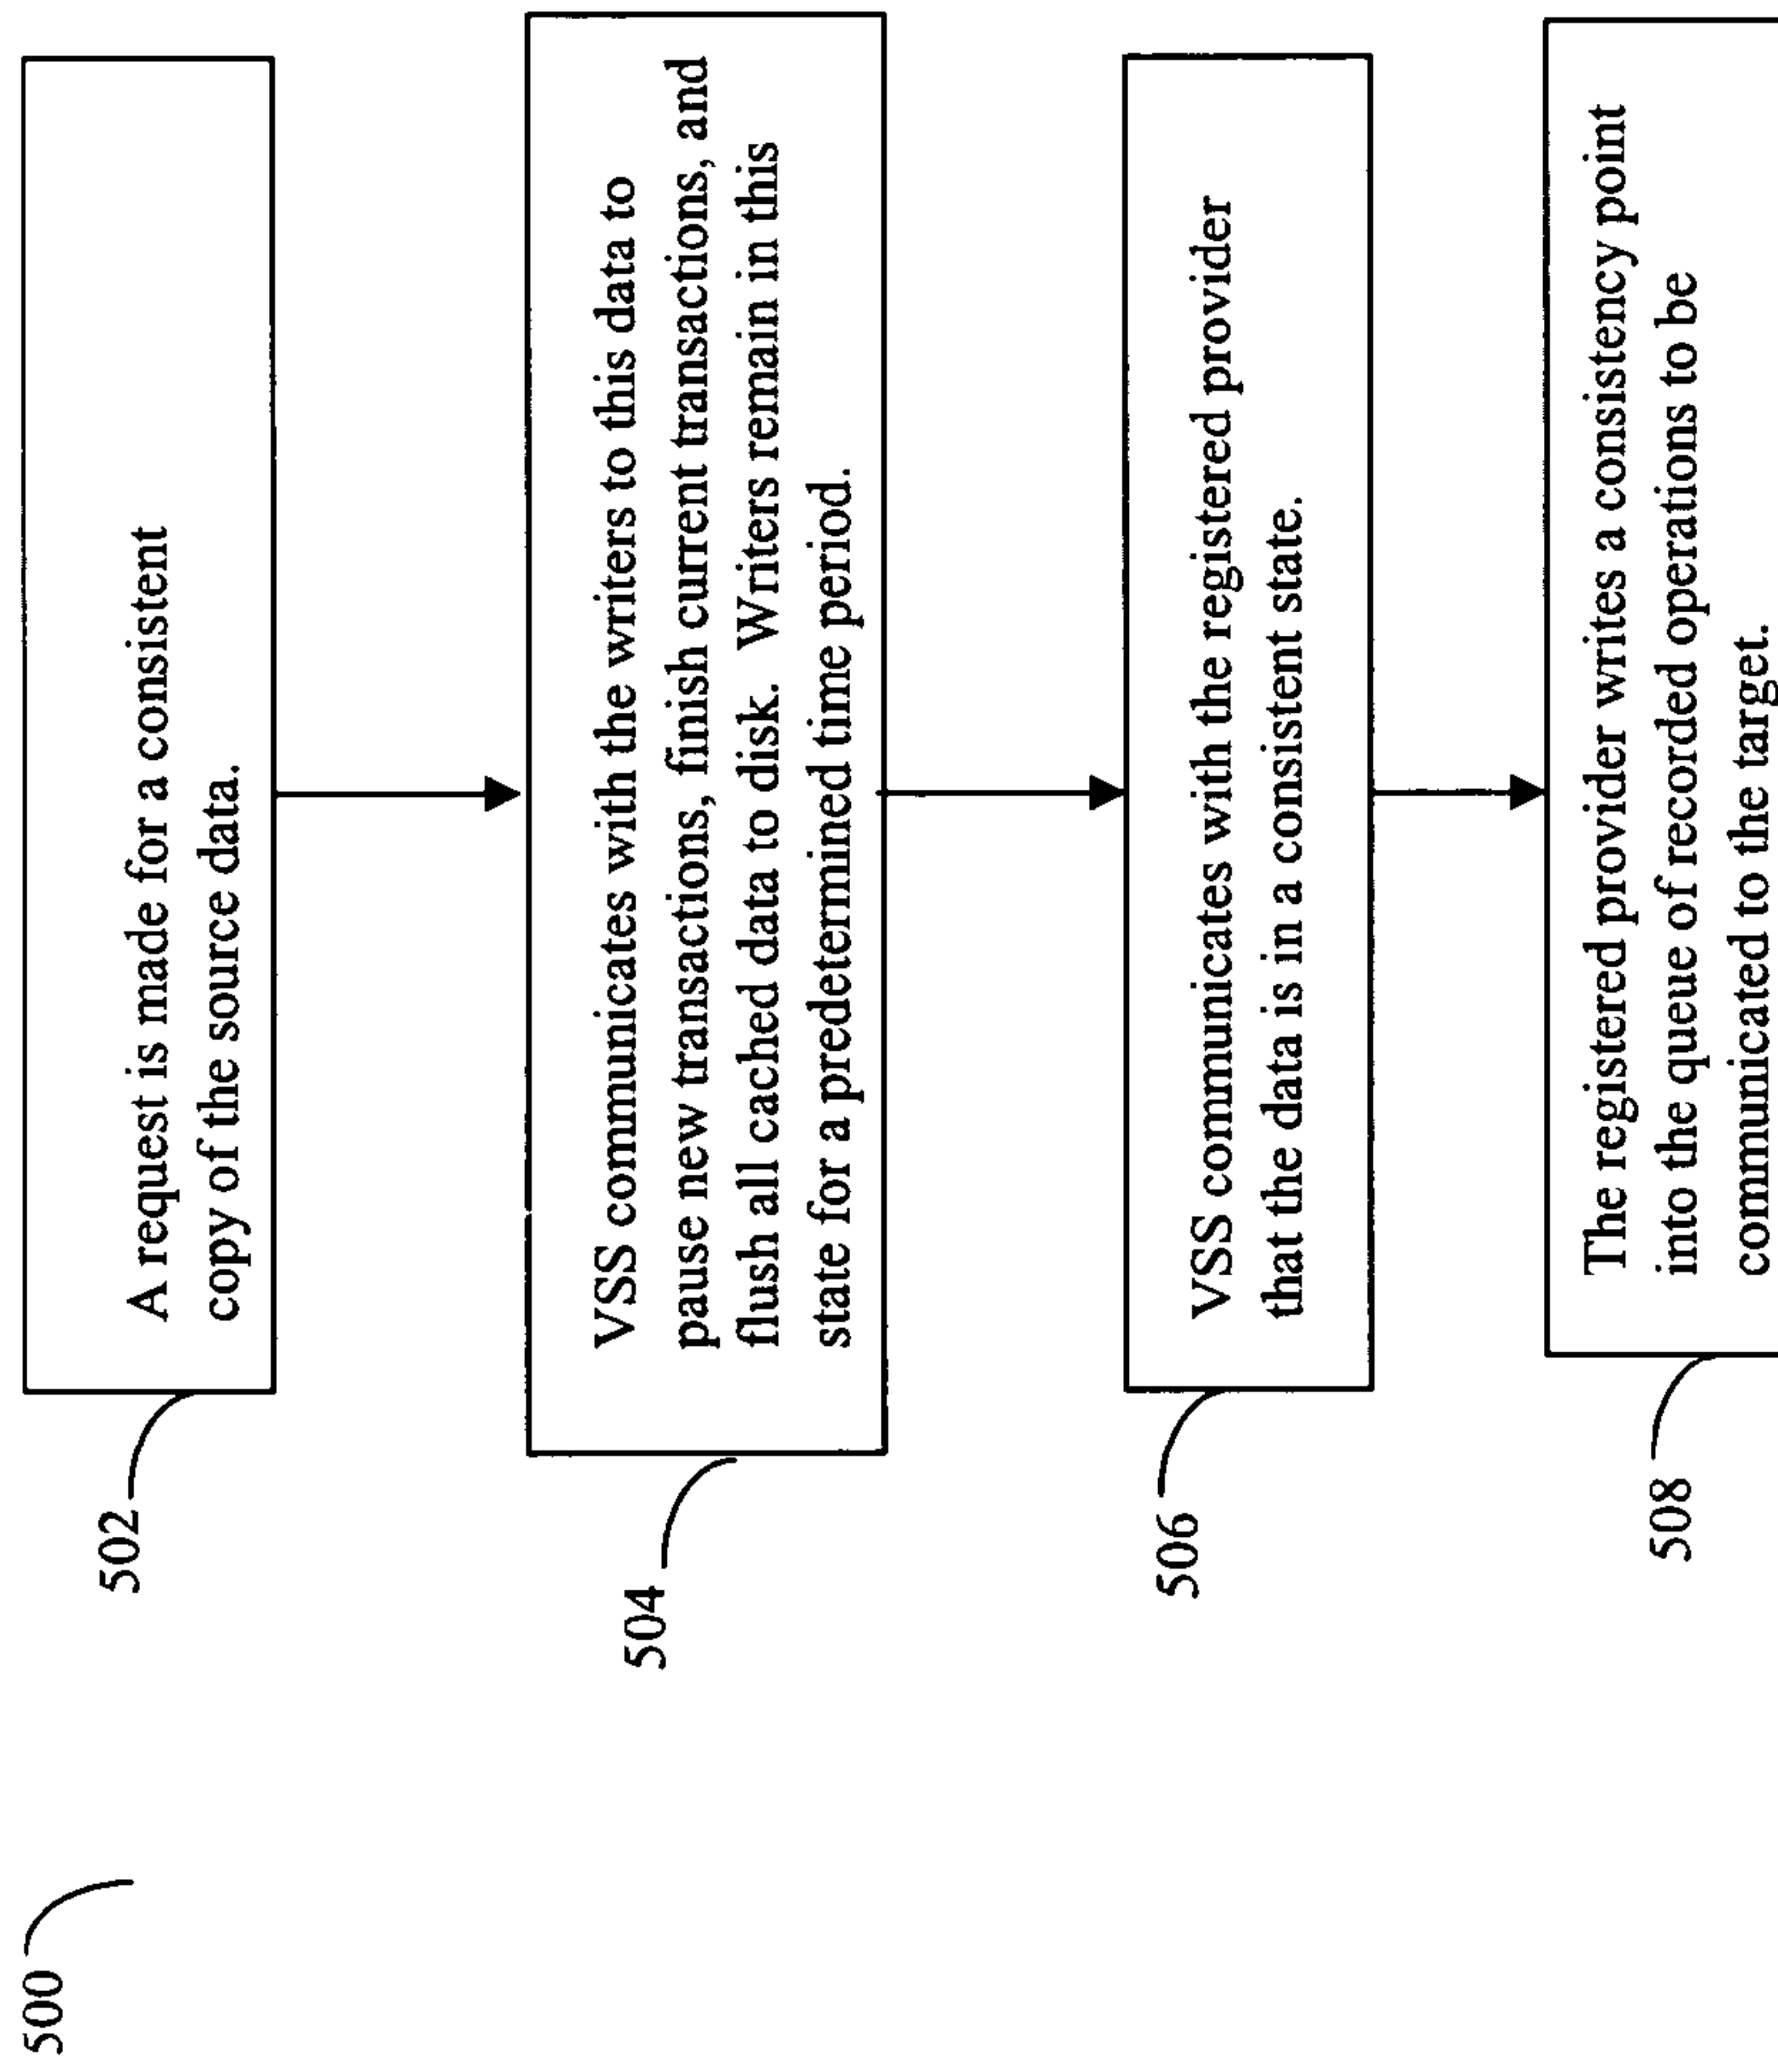 500
502
A request is made for a consistent
copy of the source data.
504
VSS communicates with the writers to this data to
pause new transactions, finish current transactions, and
flush all cached data to disk. Writers remain in this
state for a predetermined time period.
506
VSS communicates with the registered provider
that the data is in a consistent state.
508
The registered provider writes a consistency point
into the queue of recorded operations to be
communicated to the target.